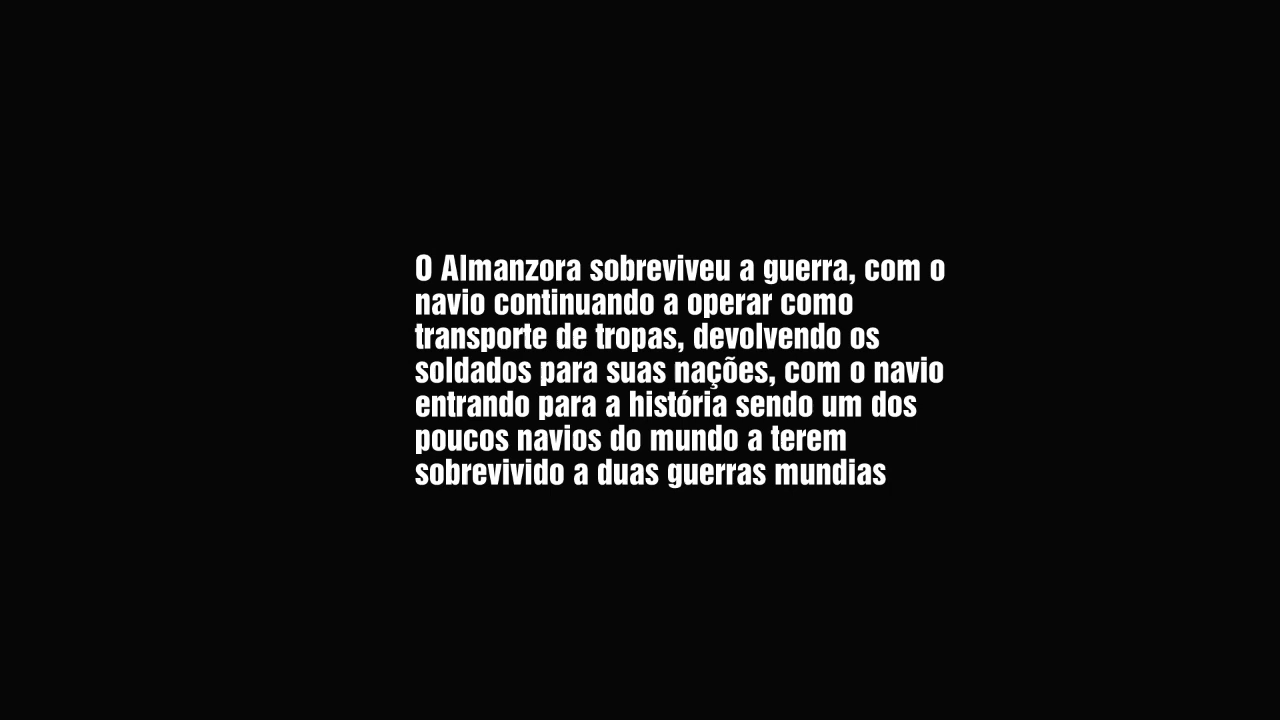 O Almanzora sobreviveu a guerra, com o
navio continuando a operar como
transporte de tropas, devolvendo os
soldados para suas nações, com o navio
entrando para a história sendo um dos
poucos navios do mundo a terem
sobrevivido a duas guerras mundias